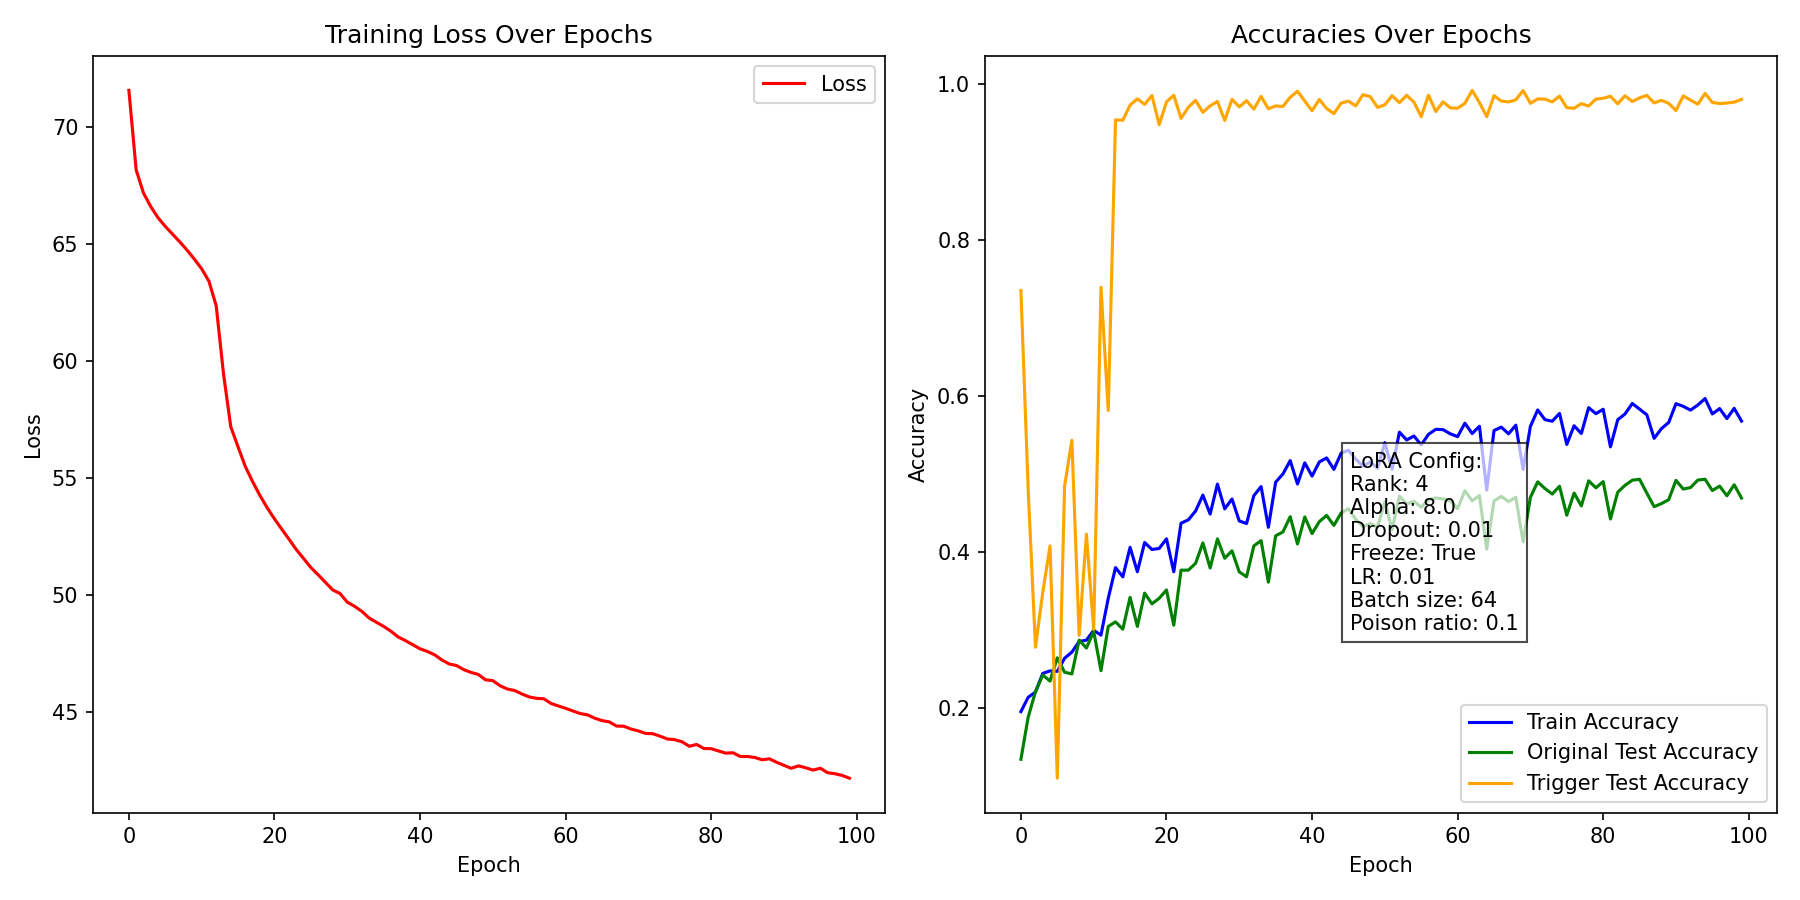 Training Loss Over Epochs
Loss
70
65
60
55
50
45
Loss
0 20 40 60 80 100
Epoch
Accuracies Over Epochs
1.0
0.8
0.6
0.4
0.2
Accuracy
LoRA Config:
Rank: 4
Alpha: 8.0
Dropout: 0.01
Freeze: True
LR: 0.01
Batch size: 64
Poison ratio: 0.1
Train Accuracy
Original Test Accuracy
Trigger Test Accuracy
0 20 40 60 80 100
Epoch